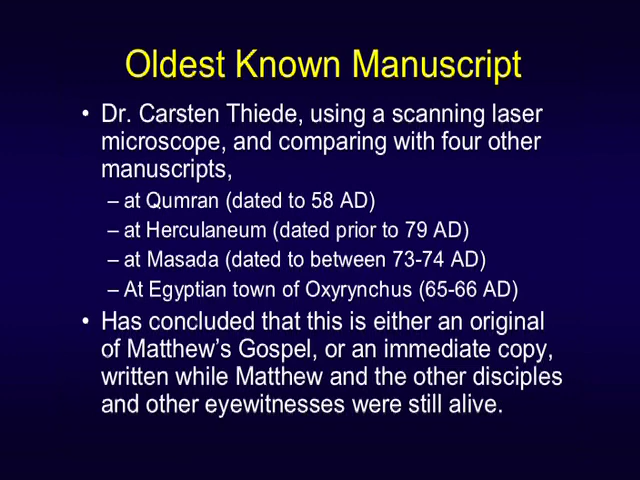 Oldest Known Manuscript
• Dr. Carsten Thiede, using a scanning laser
microscope, and comparing with four other
manuscripts,
– at Qumran (dated to 58 AD)
– at Herculaneum (dated prior to 79 AD)
– at Masada (dated to between 73-74 AD)
– At Egyptian town of Oxyrynchus (65-66 AD)
• Has concluded that this is either an original
of Matthew's Gospel, or an immediate copy,
written while Matthew and the other disciples
and other eyewitnesses were still alive.